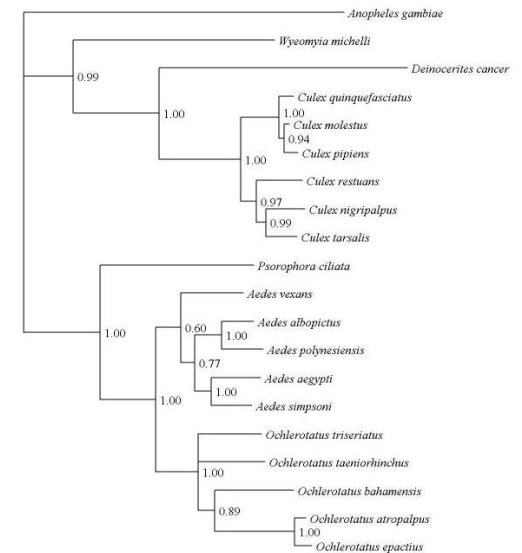 Anopheles gambiae
Wyeomyia michelli
0.99
Deinocerites cancer
1.00
Culex quinquefasciatus
1.00
Culex molestus
0.94
Culex pipiens
1.00
Culex restuans
0.97
Culex nigripalpus
0.99
Culex tarsalis
Psorophora ciliata
Aedes vexans
1.00
0.60
Aedes albopictus
1.00
Aedes polynesiensis
0.77
Aedes aegypti
1.00
1.00
Aedes simpsoni
Ochlerotatus triseriatus
Ochlerotatus taeniorhinchus
1.00
Ochlerotatus bahamensis
0.89
Ochlerotatus atropalpus
1.00
Ochlerotatus epactius